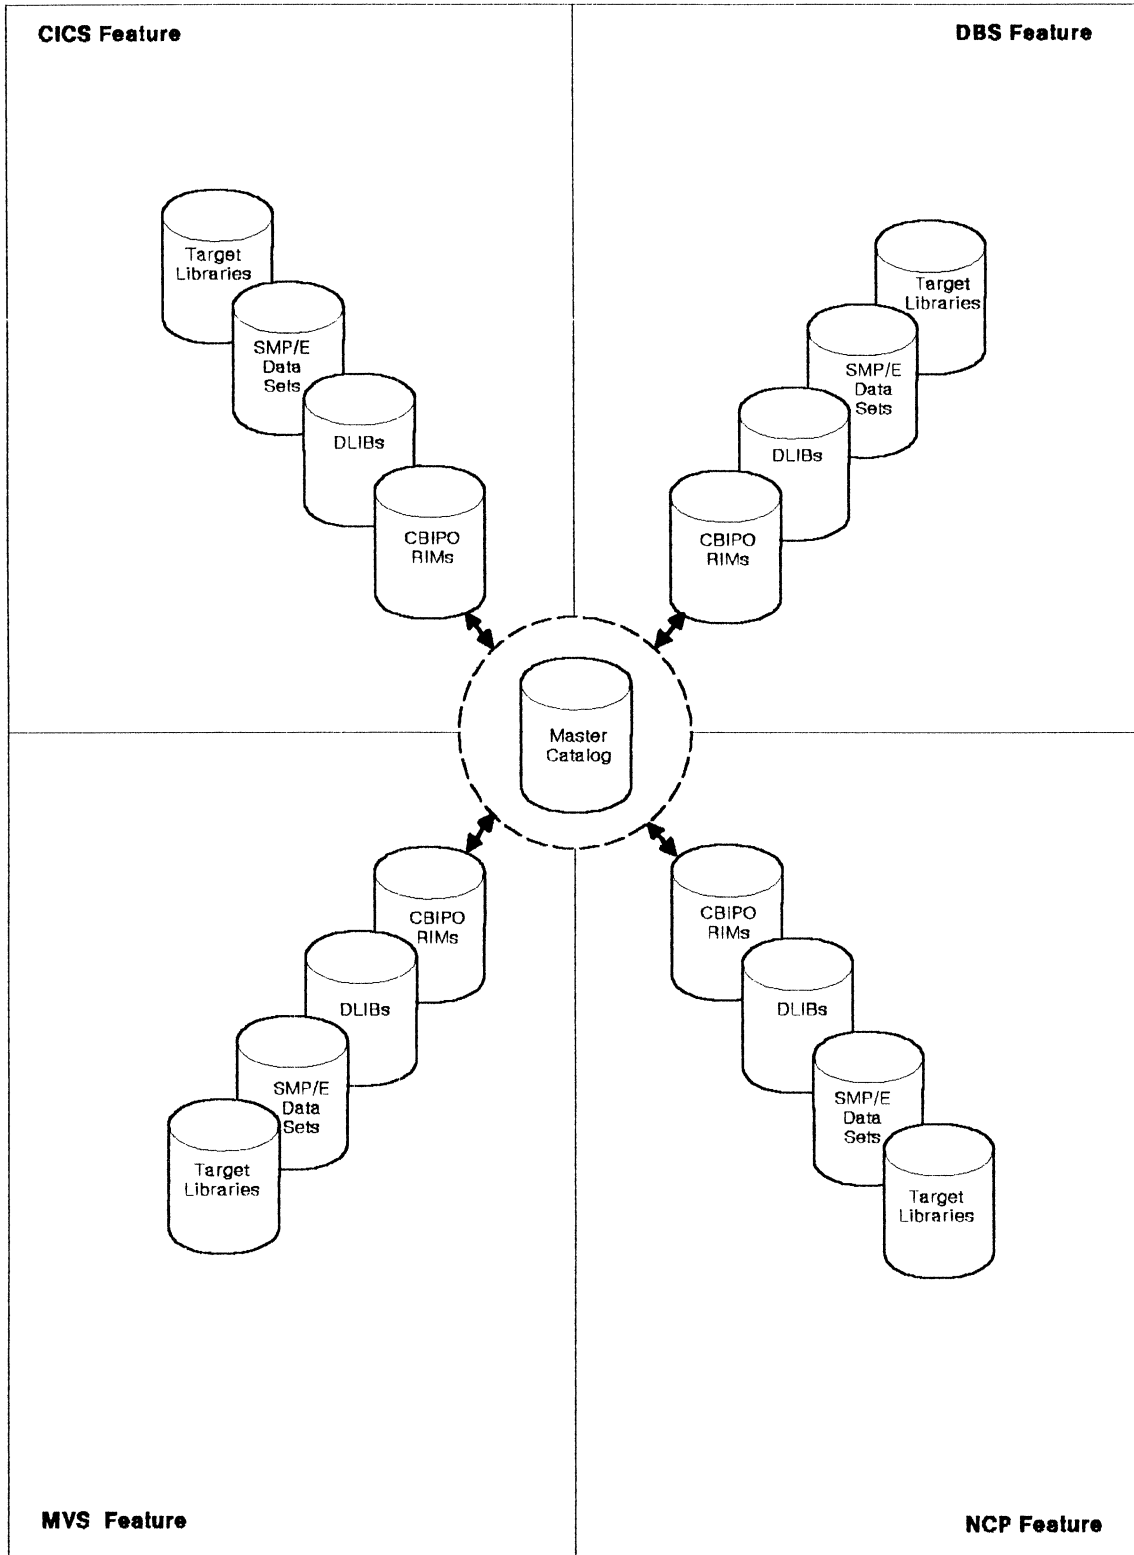 CICS Feature
DBS Feature
Target
Libraries
SMP/E
Data
Sets
DLIBs
CBIPO
RIMs
Target
Libraries
SMP/E
Data
Sets
DLIBs
CBIPO
RIMs
Master
Catalog
CBIPO
RIMs
DLIBs
SMP/E
Data
Sets
Target
Libraries
CBIPO
RIMs
DLIBs
SMP/E
Data
Sets
Target
Libraries
MVS Feature
NCP Feature